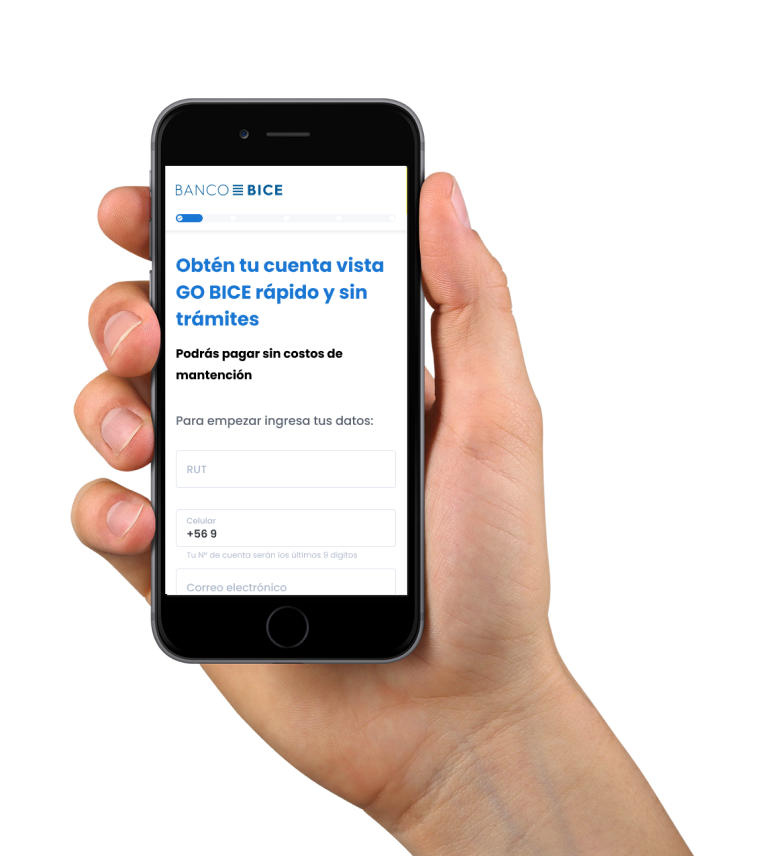 BANCO BICE
Obtén tu cuenta vista
GO BICE rápido y sin
trámites
Podrás pagar sin costos de
mantención
Para empezar ingresa tus datos:
RUT
Celular
+56 9
Tu N° de cuenta serán los últimos 9 dígitos
Correo electrónico